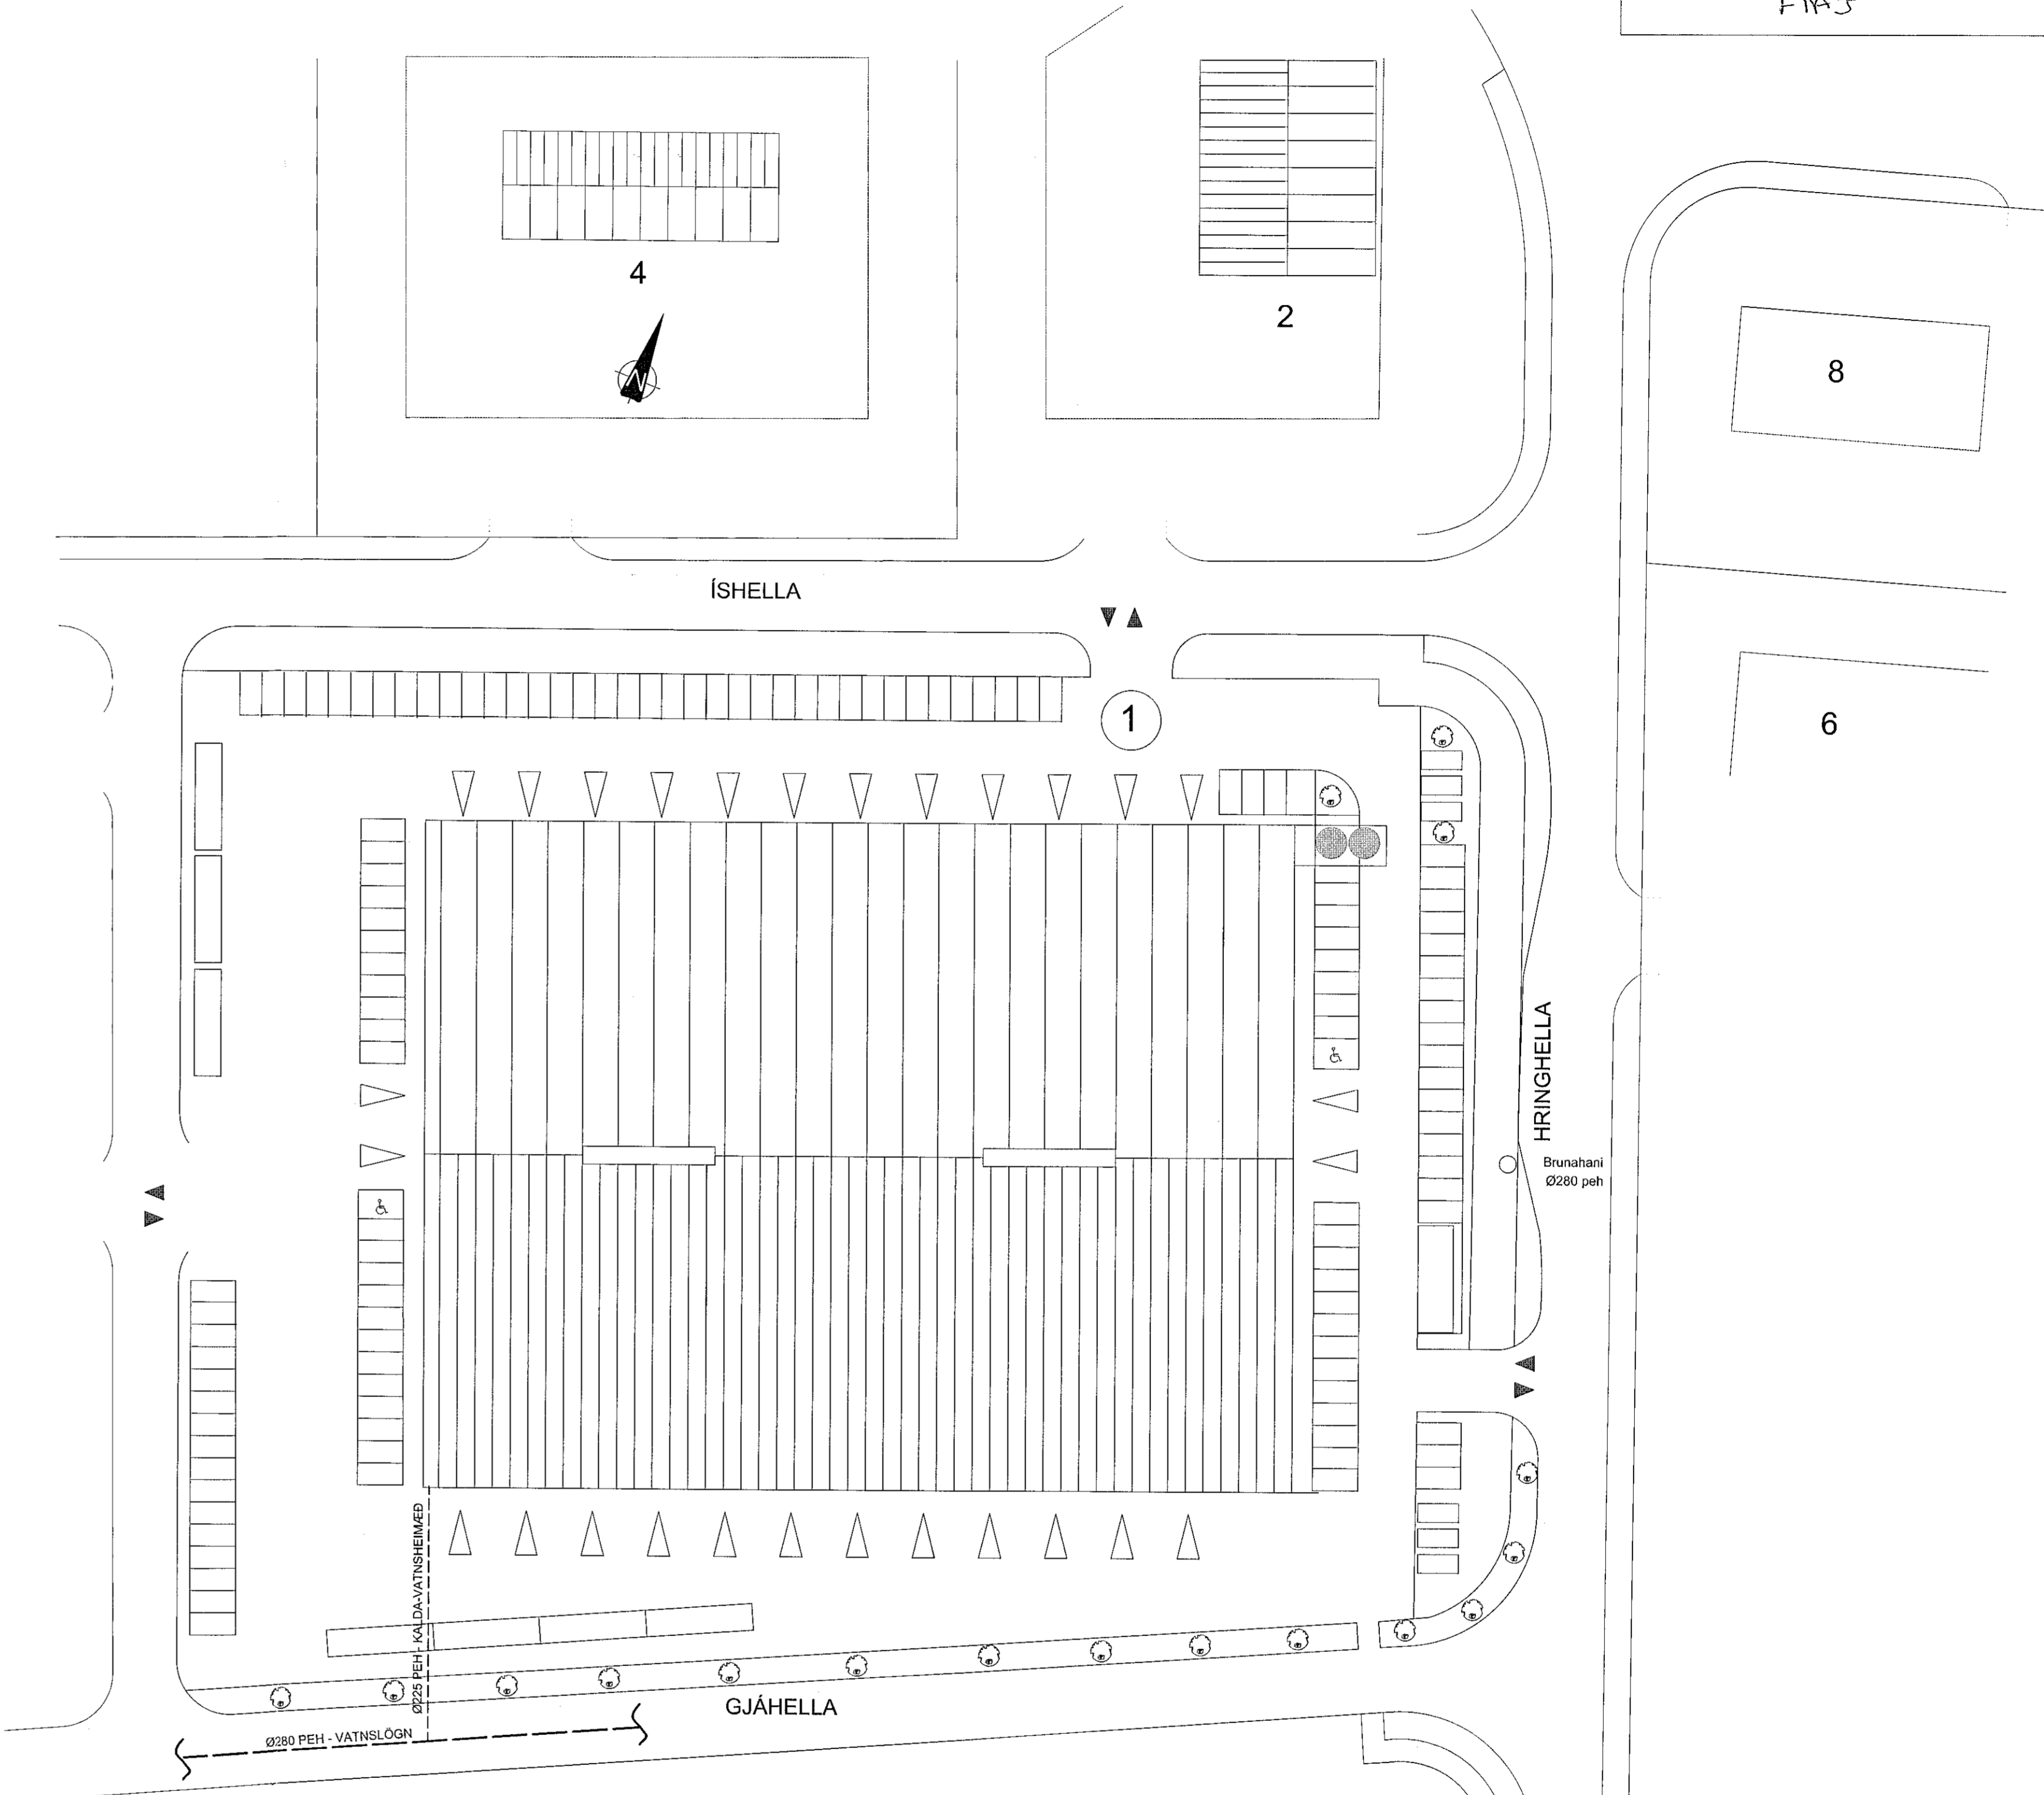 4
N
2
8
ÍSHELLA
1
6
HRINGHELLA
Brunahani
Ø280 peh
Ø225 PEH - KALDA-VATNSHEIMÆÐ
GJÁHELLA
Ø280 PEH - VATNSLÖGN